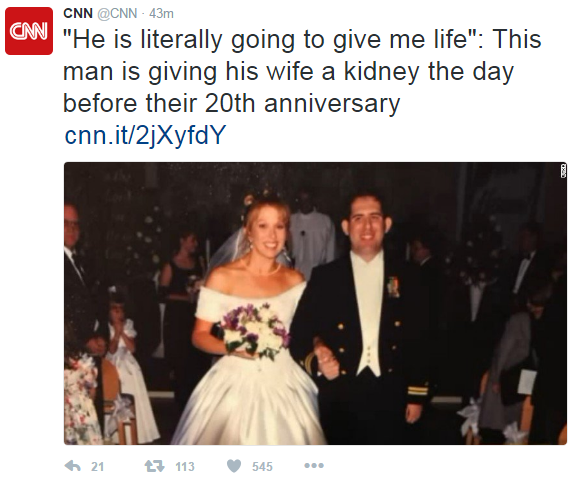 CNN
CNN @CNN · 43m
"He is literally going to give me life": This
man is giving his wife a kidney the day
before their 20th anniversary
cnn.it/2jXyfdY
21 113 545